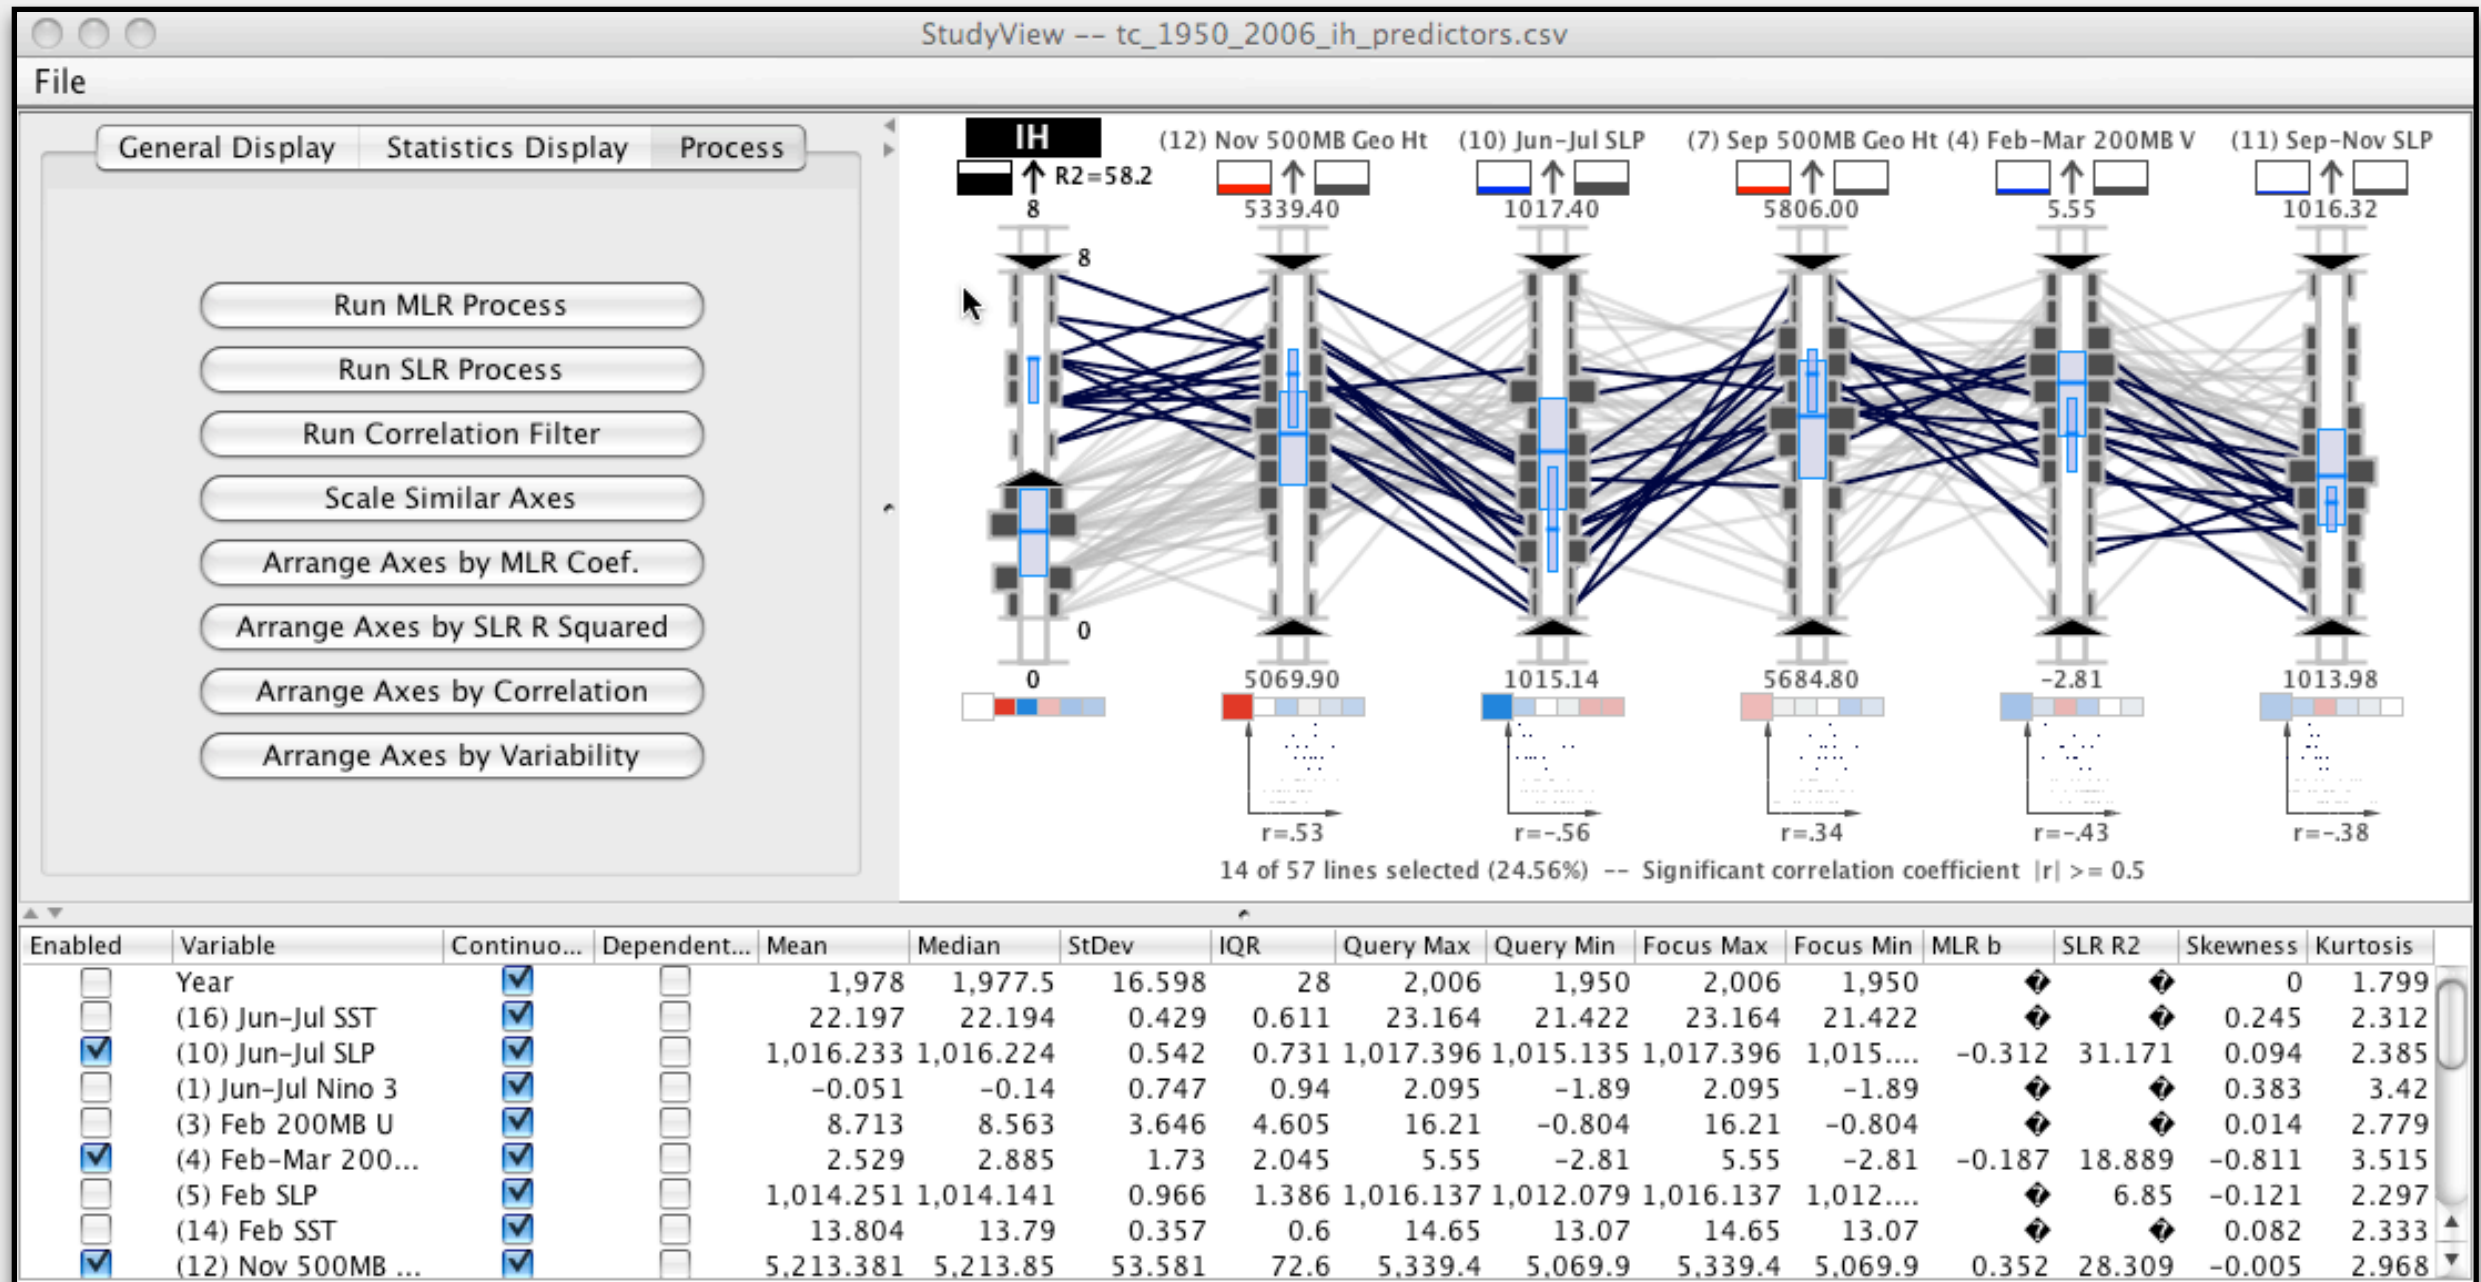 StudyView -- tc_1950_2006_ih_predictors.csv
File
General Display Statistics Display Process
Run MLR Process
Run SLR Process
Run Correlation Filter
Scale Similar Axes
Arrange Axes by MLR Coef.
Arrange Axes by SLR R Squared
Arrange Axes by Correlation
Arrange Axes by Variability
IH (12) Nov 500MB Geo Ht (10) Jun-Jul SLP (7) Sep 500MB Geo Ht (4) Feb-Mar 200MB V (11) Sep-Nov SLP
R2=58.2
8 5339.40 1017.40 5806.00 5.55 1016.32
8
0
0 5069.90 1015.14 5684.80 -2.81 1013.98
r=.53 r=-.56 r=.34 r=-.43 r=-.38
14 of 57 lines selected (24.56%) -- Significant correlation coefficient |r| >= 0.5
Enabled Variable Continuo... Dependent... Mean Median StDev IQR Query Max Query Min Focus Max Focus Min MLR b SLR R2 Skewness Kurtosis
Year 1,978 1,977.5 16.598 28 2,006 1,950 2,006 1,950 � � 0 1.799
(16) Jun-Jul SST 22.197 22.194 0.429 0.611 23.164 21.422 23.164 21.422 � � 0.245 2.312
(10) Jun-Jul SLP 1,016.233 1,016.224 0.542 0.731 1,017.396 1,015.135 1,017.396 1,015.... -0.312 31.171 0.094 2.385
(1) Jun-Jul Nino 3 -0.051 -0.14 0.747 0.94 2.095 -1.89 2.095 -1.89 � � 0.383 3.42
(3) Feb 200MB U 8.713 8.563 3.646 4.605 16.21 -0.804 16.21 -0.804 � � 0.014 2.779
(4) Feb-Mar 200... 2.529 2.885 1.73 2.045 5.55 -2.81 5.55 -2.81 -0.187 18.889 -0.811 3.515
(5) Feb SLP 1,014.251 1,014.141 0.966 1.386 1,016.137 1,012.079 1,016.137 1,012.... � 6.85 -0.121 2.297
(14) Feb SST 13.804 13.79 0.357 0.6 14.65 13.07 14.65 13.07 � � 0.082 2.333
(12) Nov 500MB ... 5,213.381 5,213.85 53.581 72.6 5,339.4 5,069.9 5,339.4 5,069.9 0.352 28.309 -0.005 2.968